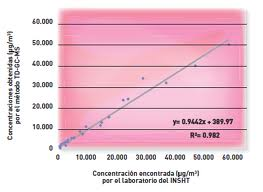 Concentraciones obtenidas (µg/m³)
por el método TD-GC-MS
60.000
50.000
40.000
30.000
20.000
10.000
0
y= 0.9442x + 389.97
R²= 0.982
0 10.000 20.000 30.000 40.000 50.000 60.000
Concentración encontrada (µg/m³)
por el laboratorio del INSHT